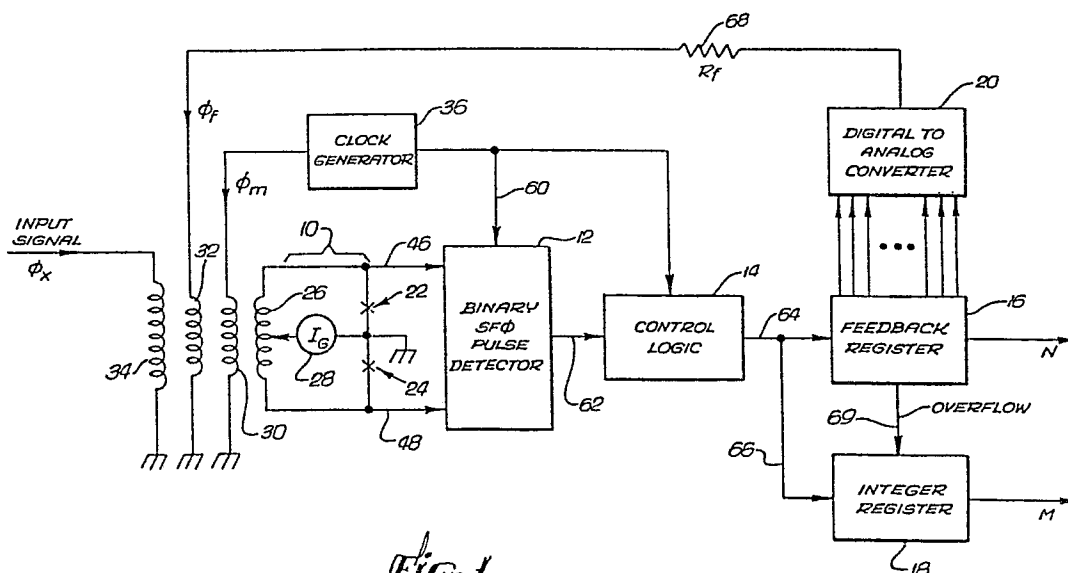 68
Rf
20
DIGITAL TO
ANALOG
CONVERTER
ϕF
36
CLOCK
GENERATOR
ϕm
60
INPUT
SIGNAL
ϕX
10
46
12
32
26
22
14
16
BINARY
SFϕ
PULSE
DETECTOR
CONTROL
LOGIC
64
FEEDBACK
REGISTER
N
IG
34
28
24
62
30
48
69
OVERFLOW
66
INTEGER
REGISTER
M
18
Fig. 1